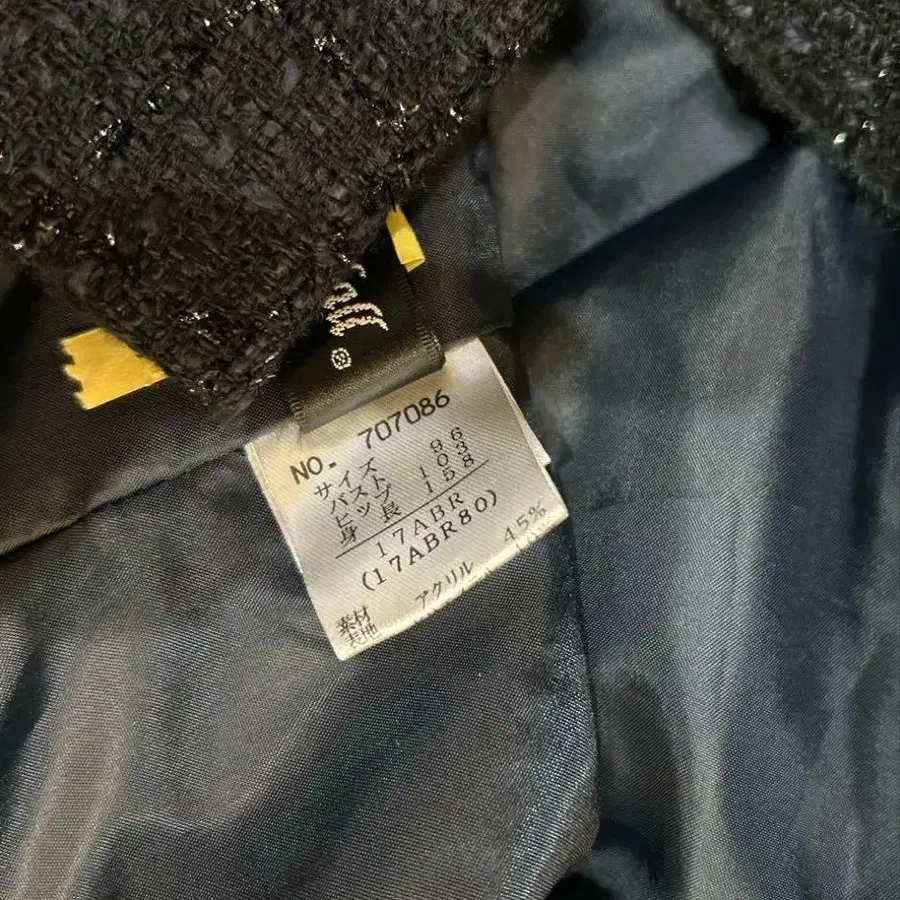 ®
NO. 707086
サイズ
バスト 96
ヒップ 103
身長 158
17ABR
(17ABR80)
素材
表地 アクリル 45%